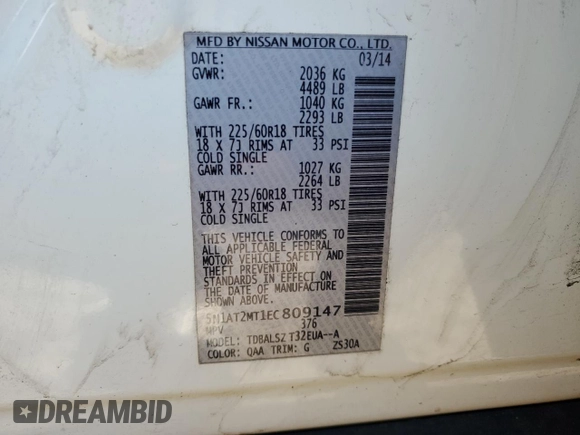 MFD BY NISSAN MOTOR CO., LTD.
DATE: 03/14
GVWR: 2036 KG
4489 LB
GAWR FR.: 1040 KG
2293 LB
WITH 225/60R18 TIRES
18 X 7J RIMS AT 33 PSI
COLD SINGLE
GAWR RR.: 1027 KG
2264 LB
WITH 225/60R18 TIRES
18 X 7J RIMS AT 33 PSI
COLD SINGLE
THIS VEHICLE CONFORMS TO
ALL APPLICABLE FEDERAL
MOTOR VEHICLE SAFETY AND
THEFT PREVENTION
STANDARDS IN EFFECT ON
THE DATE OF MANUFACTURE
SHOWN ABOVE.
5N1AT2MT1EC809147
MPV 376
MODEL: TDBALSZ T32EUA--A
COLOR: QAA TRIM: G ZS30A
DREAMBID